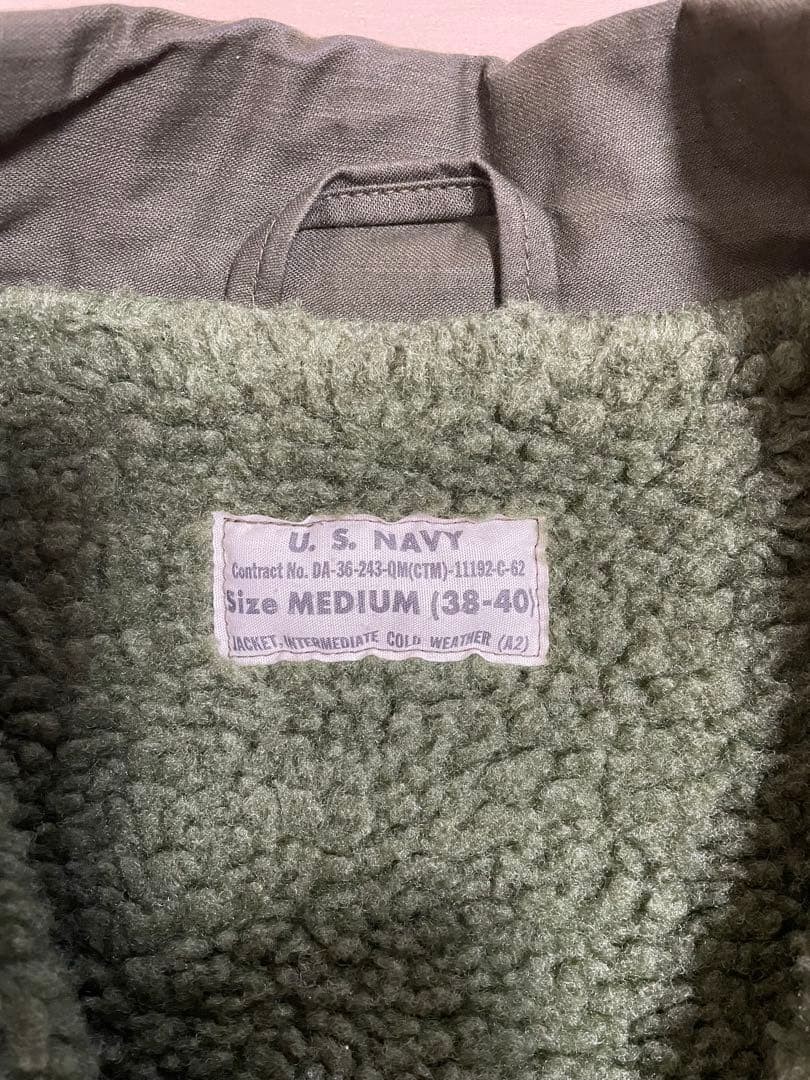 U. S. NAVY
Contract No. DA-36-243-QM(CTM)-11192-C-62
Size MEDIUM (38-40)
JACKET, INTERMEDIATE COLD WEATHER (A2)